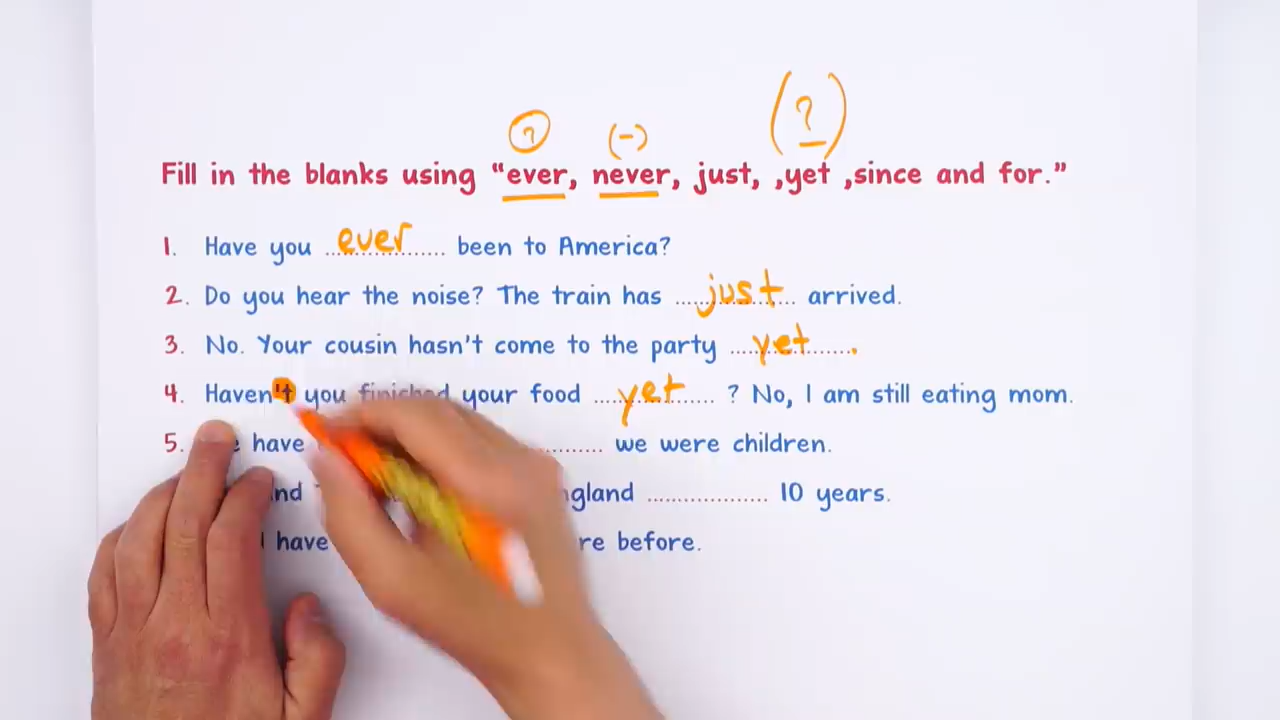 ? (-) (?)
Fill in the blanks using “ever, never, just, ,yet ,since and for.”
1. Have you ...ever... been to America?
2. Do you hear the noise? The train has ...just... arrived.
3. No. Your cousin hasn't come to the party ...yet....
4. Haven't you finished your food ...yet... ? No, I am still eating mom.
5. have .......... we were children.
.................. 10 years.
I have before.